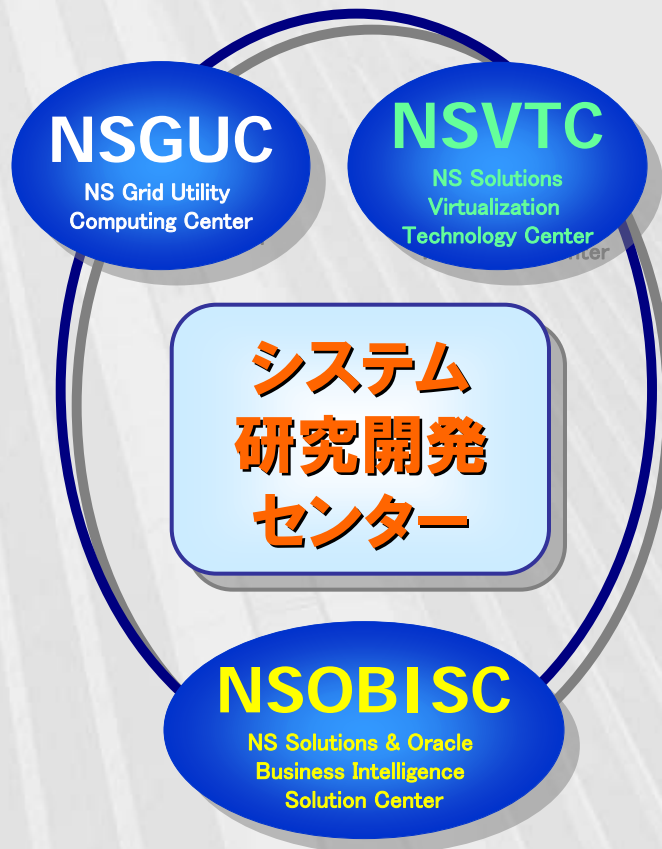 NSGUC
NS Grid Utility
Computing Center
NSVTC
NS Solutions
Virtualization
Technology Center
システム
研究開発
センター
NSOBISC
NS Solutions & Oracle
Business Intelligence
Solution Center